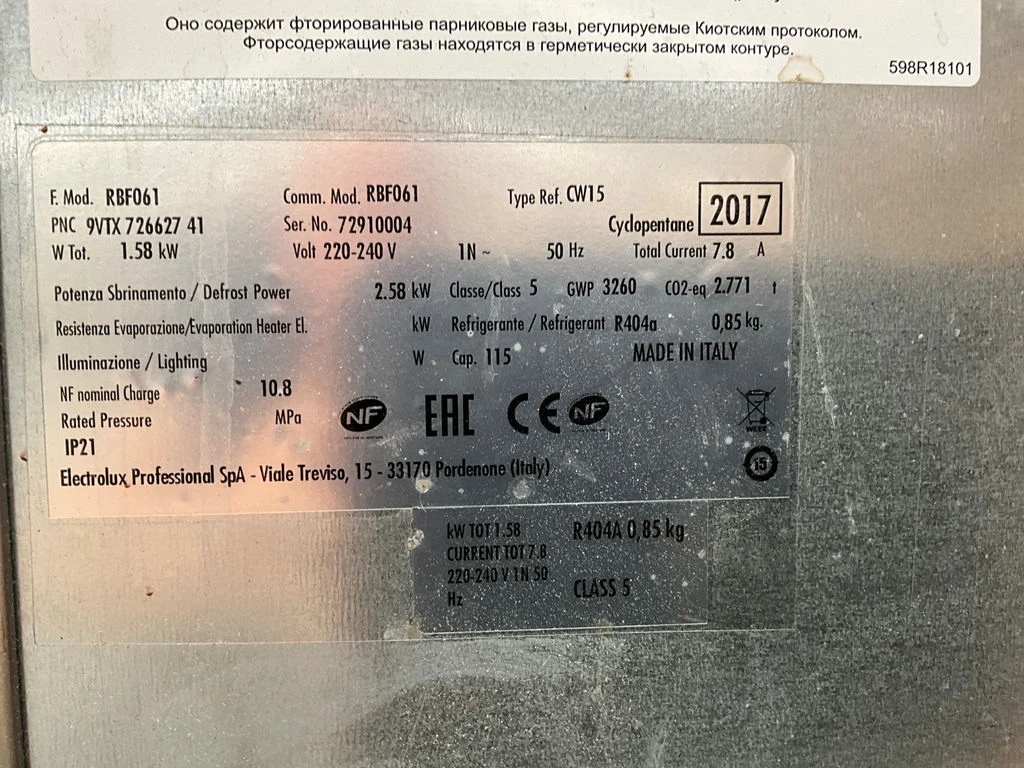 Оно содержит фторированные парниковые газы, регулируемые Киотским протоколом.
Фторсодержащие газы находятся в герметически закрытом контуре.
598R18101
F. Mod. RBF061 Comm. Mod. RBF061 Type Ref. CW15
PNC 9VTX 726627 41 Ser. No. 72910004 Cyclopentane 2017
W Tot. 1.58 kW Volt 220-240 V 1N ~ 50 Hz Total Current 7.8 A
Potenza Sbrinamento / Defrost Power 2.58 kW Classe/Class 5 GWP 3260 CO2-eq 2.771 t
Resistenza Evaporazione/Evaporation Heater El. kW Refrigerante / Refrigerant R404a 0,85 kg.
Illuminazione / Lighting W Cap. 115 MADE IN ITALY
NF nominal Charge 10.8
Rated Pressure MPa NF EAC CE NF WEEE
IP21 15
Electrolux Professional SpA - Viale Treviso, 15 - 33170 Pordenone (Italy)
kW TOT 1.58 R404A 0,85 kg
CURRENT TOT 7.8
220-240 V 1N 50
Hz CLASS 5